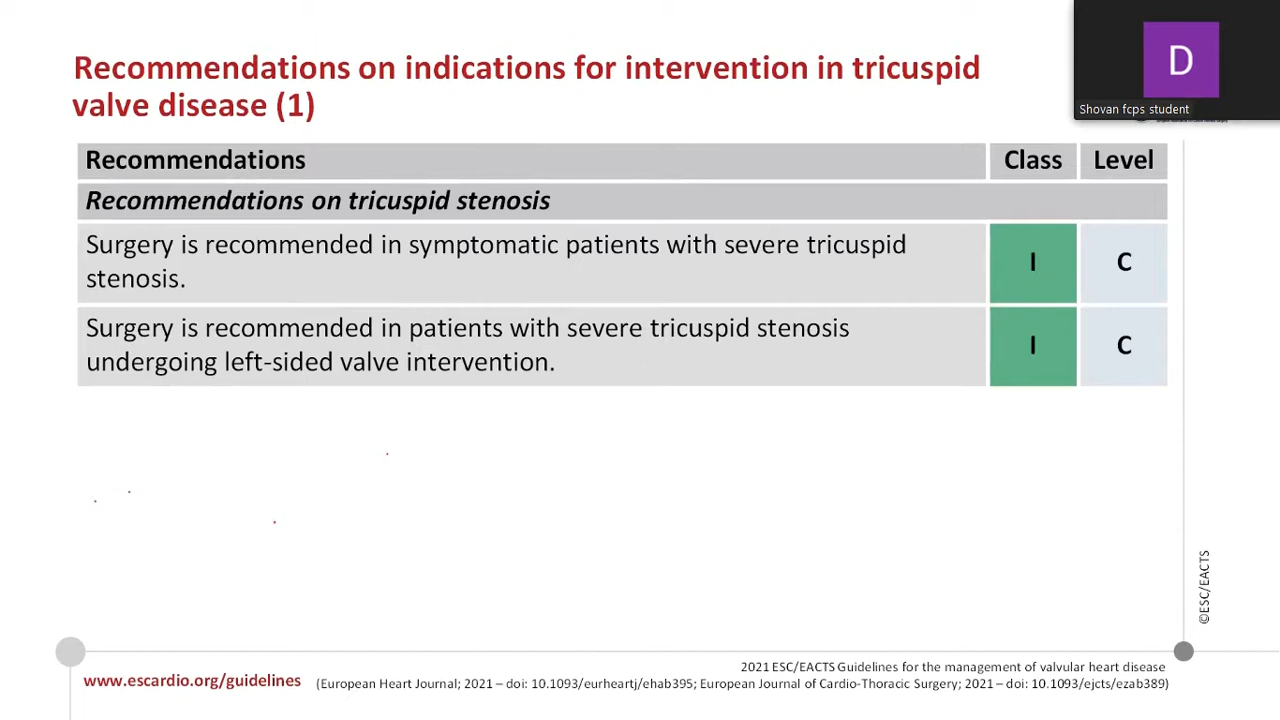 Recommendations on indications for intervention in tricuspid
valve disease (1)
D
Shovan fcps student
Recommendations Class Level
Recommendations on tricuspid stenosis
Surgery is recommended in symptomatic patients with severe tricuspid
stenosis.
I C
Surgery is recommended in patients with severe tricuspid stenosis
undergoing left-sided valve intervention.
I C
©ESC/EACTS
www.escardio.org/guidelines
2021 ESC/EACTS Guidelines for the management of valvular heart disease
(European Heart Journal; 2021 – doi: 10.1093/eurheartj/ehab395; European Journal of Cardio-Thoracic Surgery; 2021 – doi: 10.1093/ejcts/ezab389)